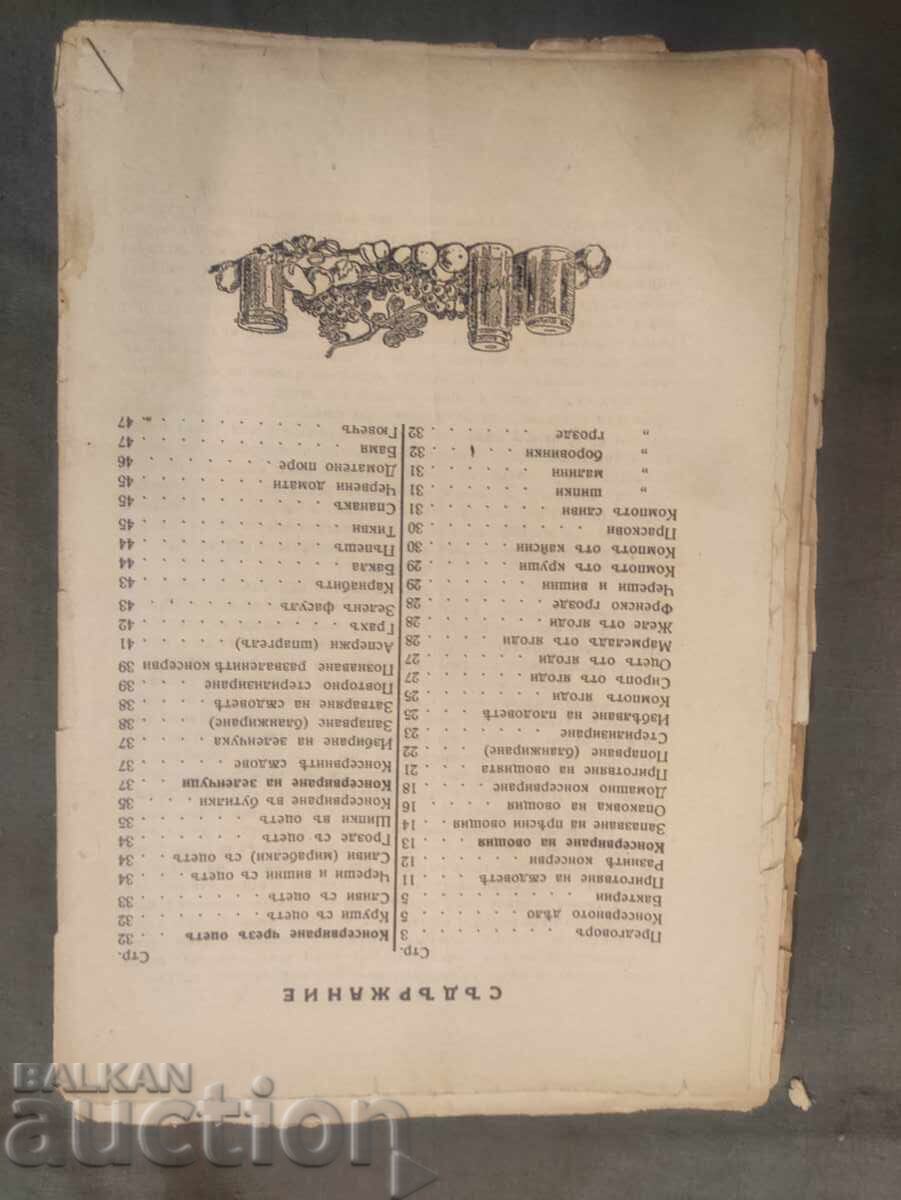 СЪДЪРЖАНИЕ
Стр.
Предговоръ . . . . . . . . 3
Консервното дѣло . . . . . . 5
Бактерии . . . . . . . . . 5
Приготвяне на сѫдоветѣ . . . 11
Разнитѣ консерви . . . . . 12
Консервиране на овощия . . . 13
Запазване на прѣсни овощия . . 14
Опаковка на овощия . . . . 16
Домашно консервиране . . . . 18
Приготвяне на овощията . . . 21
Попарване (бланжиране) . . . 22
Стерилизиране . . . . . . . 23
Избѣлване на плодоветѣ . . . 25
Компотъ ягоди . . . . . . 25
Сиропъ отъ ягоди . . . . . 27
Оцетъ отъ ягоди . . . . . . 27
Мармеладъ отъ ягоди . . . . 28
Желе отъ ягоди . . . . . . 28
Френско грозде . . . . . . 28
Череши и вишни . . . . . . 29
Компотъ отъ круши . . . . . 29
Компотъ отъ кайсии . . . . 30
Праскови . . . . . . . . . 30
Компотъ сливи . . . . . . 31
„ шипки . . . . . . 31
„ малини . . . . . . 31
„ боровинки . . . . . 32
„ грозде . . . . . . 32
Стр.
Консервиране чрезъ оцетъ . . 32
Круши съ оцетъ . . . . . . 32
Сливи съ оцетъ . . . . . . 33
Череши и вишни съ оцетъ . . . 34
Сливи (мирабелки) съ оцетъ . . 34
Грозде съ оцетъ . . . . . . 34
Шипки въ оцетъ . . . . . . 35
Консервиране въ бутилки . . . 35
Консервиране на зеленчуци . . 37
Консервнитѣ сѫдове . . . . 37
Избиране на зеленчука . . . . 37
Запарване (бланжиране) . . . 38
Затваряне на сѫдоветѣ . . . . 38
Повторно стерилизиране . . . 39
Познаване разваленитѣ консерви 39
Аспержи (шпаргелъ) . . . . . 41
Грахъ . . . . . . . . . . 42
Зеленъ фасулъ . . . . . . 43
Карнабитъ . . . . . . . . 43
Бакла . . . . . . . . . . 44
Пъпешъ . . . . . . . . . . 44
Тикви . . . . . . . . . . 45
Спанакъ . . . . . . . . . 45
Червени домати . . . . . . 45
Доматено пюре . . . . . . . 46
Бамя . . . . . . . . . . . 47
Гювечъ . . . . . . . . . . 47
BALKAN
auction